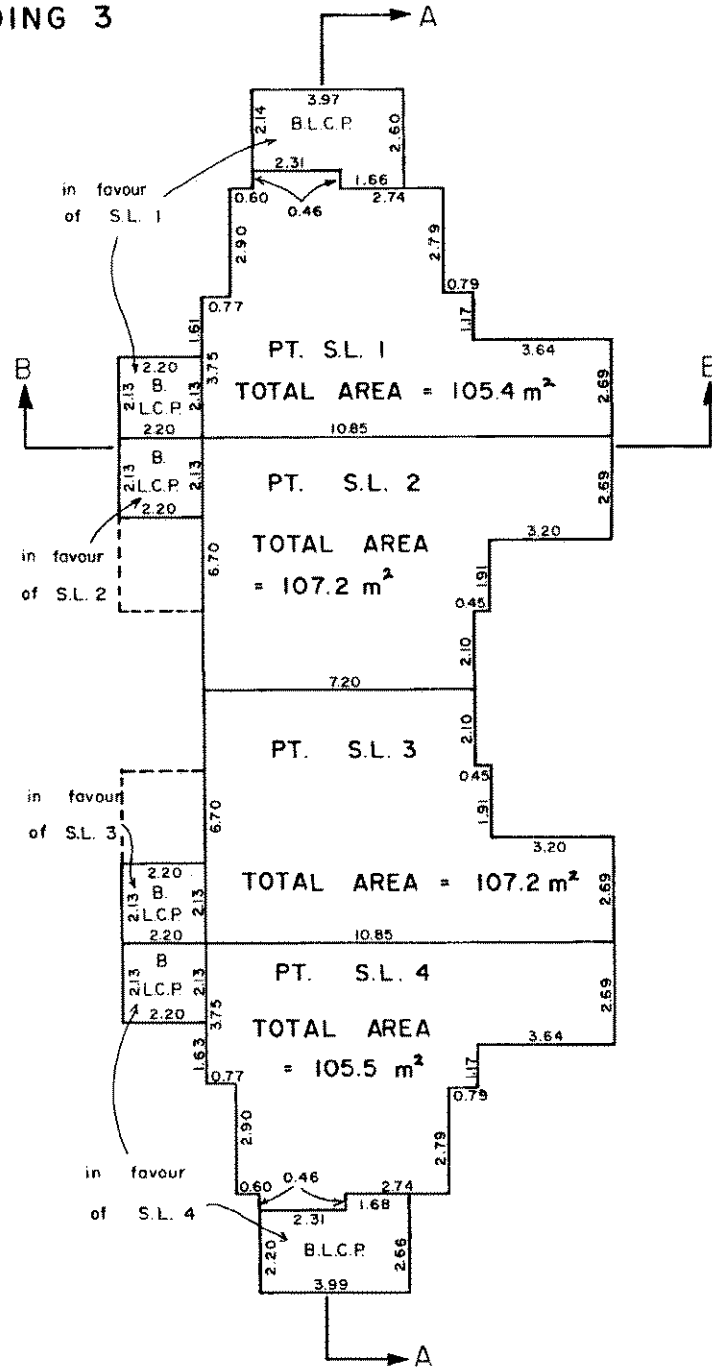 DING 3
A
3.97
2.14
B.L.C.P.
2.60
2.31
1.66
0.60
2.74
0.46
in favour
of S.L. 1
2.90
2.79
0.77
0.79
1.61
1.17
3.64
B
2.20
3.75
PT. S.L. 1
B
2.13
B.
L.C.P.
2.13
TOTAL AREA = 105.4 m²
2.69
2.20
10.85
2.13
B.
L.C.P.
2.13
PT. S.L. 2
2.69
2.20
3.20
in favour
of S.L. 2
6.70
TOTAL AREA
= 107.2 m²
1.91
0.45
2.10
7.20
PT. S.L. 3
2.10
0.45
in favour
of S.L. 3
6.70
1.91
3.20
2.20
2.13
B.
L.C.P.
2.13
TOTAL AREA = 107.2 m²
2.69
2.20
10.85
2.13
B
L.C.P.
2.13
PT. S.L. 4
2.69
2.20
3.75
TOTAL AREA
= 105.5 m²
3.64
1.63
1.17
0.77
0.79
2.90
2.79
in favour
of S.L. 4
0.60
0.46
2.74
1.68
2.31
2.20
B.L.C.P.
2.66
3.99
A